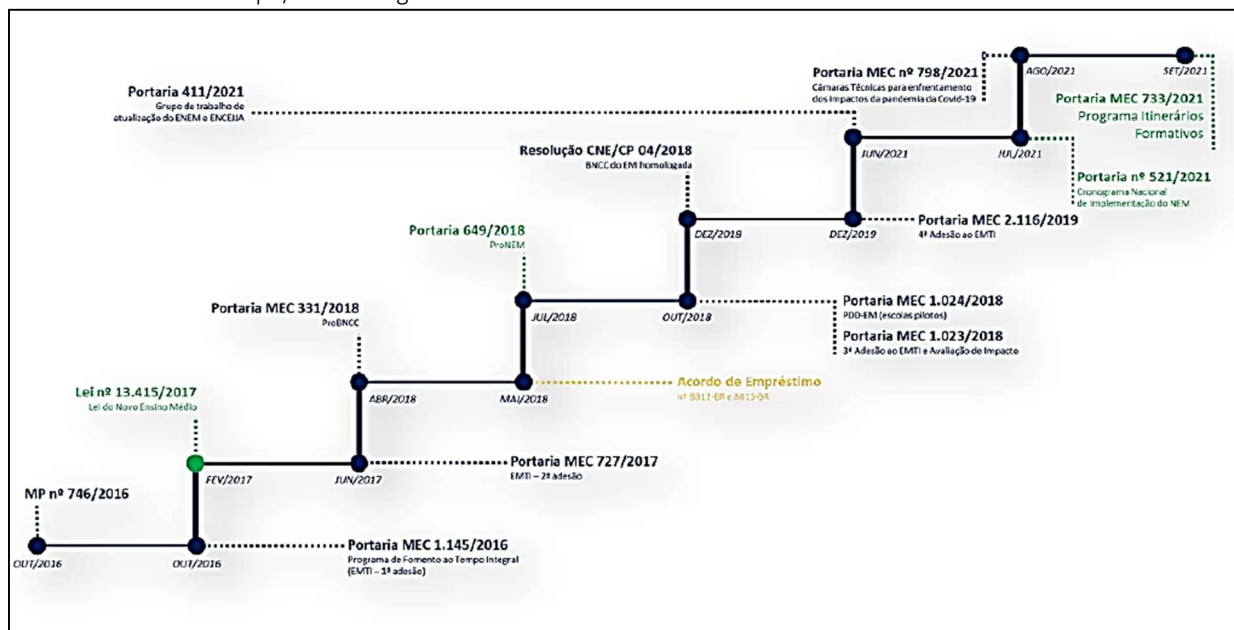 Portaria MEC nº 798/2021
Câmaras Técnicas para enfrentamento
dos impactos da pandemia da Covid-19
AGO/2021
SET/2021
Portaria MEC 733/2021
Programa Itinerários
Formativos
Portaria 411/2021
Grupo de trabalho de
atualização do ENEM e ENCEJJA
JUN/2021
JUL/2021
Portaria nº 521/2021
Cronograma Nacional
de Implementação do NEM
Resolução CNE/CP 04/2018
BNCC do EM homologada
DEZ/2018
DEZ/2019
Portaria MEC 2.116/2019
4ª Adesão ao EMTI
Portaria 649/2018
ProNEM
JUL/2018
OUT/2018
Portaria MEC 1.024/2018
PDD-EM (escolas pilotos)
Portaria MEC 1.023/2018
3ª Adesão ao EMTI e Avaliação de Impacto
Portaria MEC 331/2018
ProBNCC
ABR/2018
MAI/2018
Acordo de Empréstimo
Lei nº 13.415/2017
Lei do Novo Ensino Médio
FEV/2017
JUN/2017
Portaria MEC 727/2017
EMTI – 2ª adesão
MP nº 746/2016
OUT/2016
OUT/2016
Portaria MEC 1.145/2016
Programa de Fomento ao Tempo Integral
(EMTI – 1ª adesão)